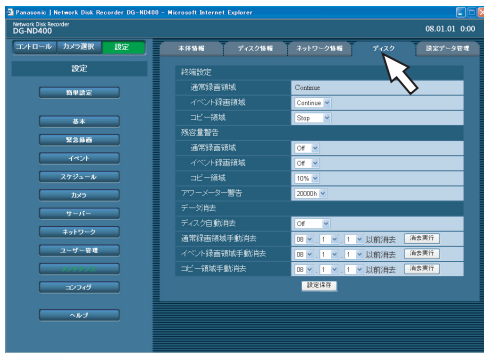 Panasonic | Network Disk Recorder DG-ND400 - Microsoft Internet Explorer
Network Disk Recorder
DG-ND400
08.01.01 0:00
コントロール カメラ選択 設定
本体情報 ディスク情報 ネットワーク情報 ディスク 設定データ管理
設定
簡単設定
基本
緊急録画
イベント
スケジュール
カメラ
サーバー
ネットワーク
ユーザー管理
メンテナンス
コンフィグ
ヘルプ
終端設定
通常録画領域 Continue
イベント録画領域 Continue
コピー領域 Stop
残容量警告
通常録画領域 Off
イベント録画領域 Off
コピー領域 10%
アワーメーター警告 20000h
データ消去
ディスク自動消去 Off
通常録画領域手動消去 08 1 1 以前消去 消去実行
イベント録画領域手動消去 08 1 1 以前消去 消去実行
コピー領域手動消去 08 1 1 以前消去 消去実行
設定保存